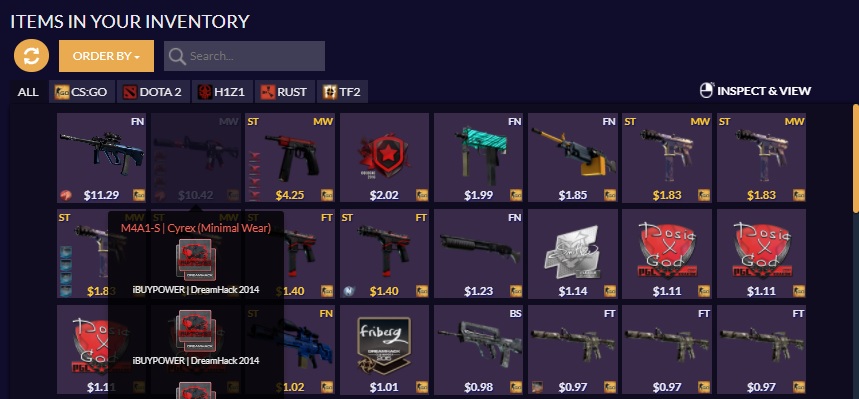 ITEMS IN YOUR INVENTORY
ORDER BY
Search...
ALL CS:GO DOTA 2 H1Z1 RUST TF2 INSPECT & VIEW
FN MW ST MW FN FN ST MW ST MW
$11.29 $10.42 $4.25 $2.02 $1.99 $1.85 $1.83 $1.83
ST MW FT ST FT FN
M4A1-S | Cyrex (Minimal Wear)
$1.83 $1.40 $1.40 $1.23 $1.14 $1.11 $1.11
iBUYPOWER | DreamHack 2014
FN BS FT FT FT
iBUYPOWER | DreamHack 2014
$1.11 $1.02 $1.01 $0.98 $0.97 $0.97 $0.97